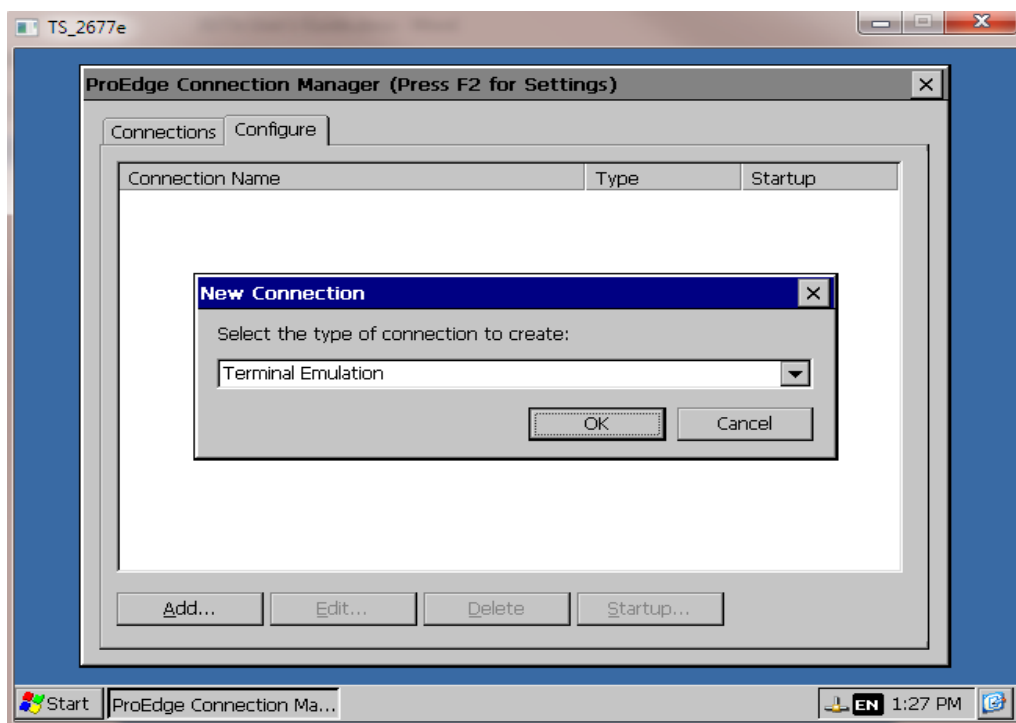 TS_2677e
ProEdge Connection Manager (Press F2 for Settings)
Connections Configure
Connection Name Type Startup
New Connection
Select the type of connection to create:
Terminal Emulation
OK Cancel
Add... Edit... Delete Startup...
Start ProEdge Connection Ma... EN 1:27 PM